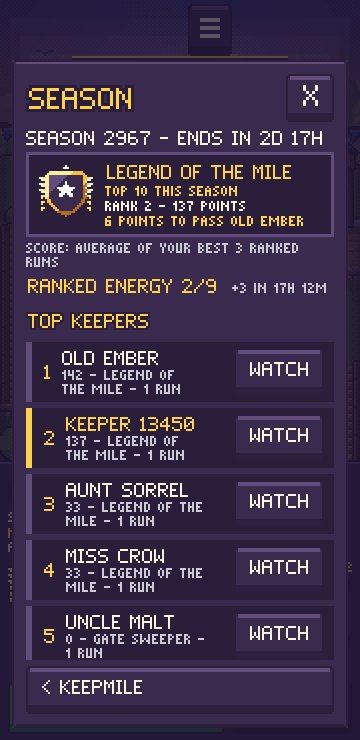 SEASON
X
SEASON 2967 - ENDS IN 2D 17H
LEGEND OF THE MILE
TOP 10 THIS SEASON
RANK 2 - 137 POINTS
6 POINTS TO PASS OLD EMBER
SCORE: AVERAGE OF YOUR BEST 3 RANKED
RUNS
RANKED ENERGY 2/9 +3 IN 17H 12M
TOP KEEPERS
1 OLD EMBER
142 - LEGEND OF
THE MILE - 1 RUN
WATCH
2 KEEPER 13450
137 - LEGEND OF
THE MILE - 1 RUN
WATCH
3 AUNT SORREL
33 - LEGEND OF THE
MILE - 1 RUN
WATCH
4 MISS CROW
33 - LEGEND OF THE
MILE - 1 RUN
WATCH
5 UNCLE MALT
0 - GATE SWEEPER -
1 RUN
WATCH
< KEEPMILE